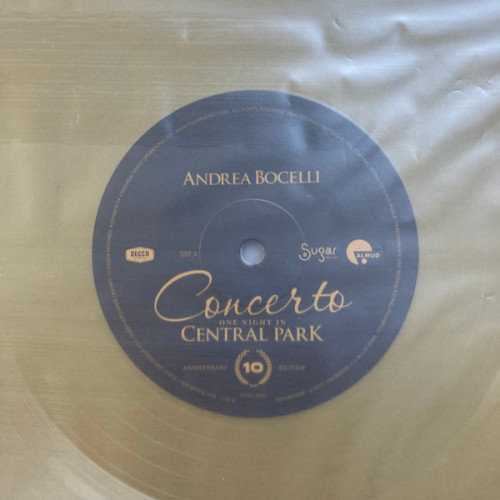 ANDREA BOCELLI
DECCA
SIDE A
Sugar
ALMUD
Concerto
ONE NIGHT IN
CENTRAL PARK
ANNIVERSARY 10 EDITION